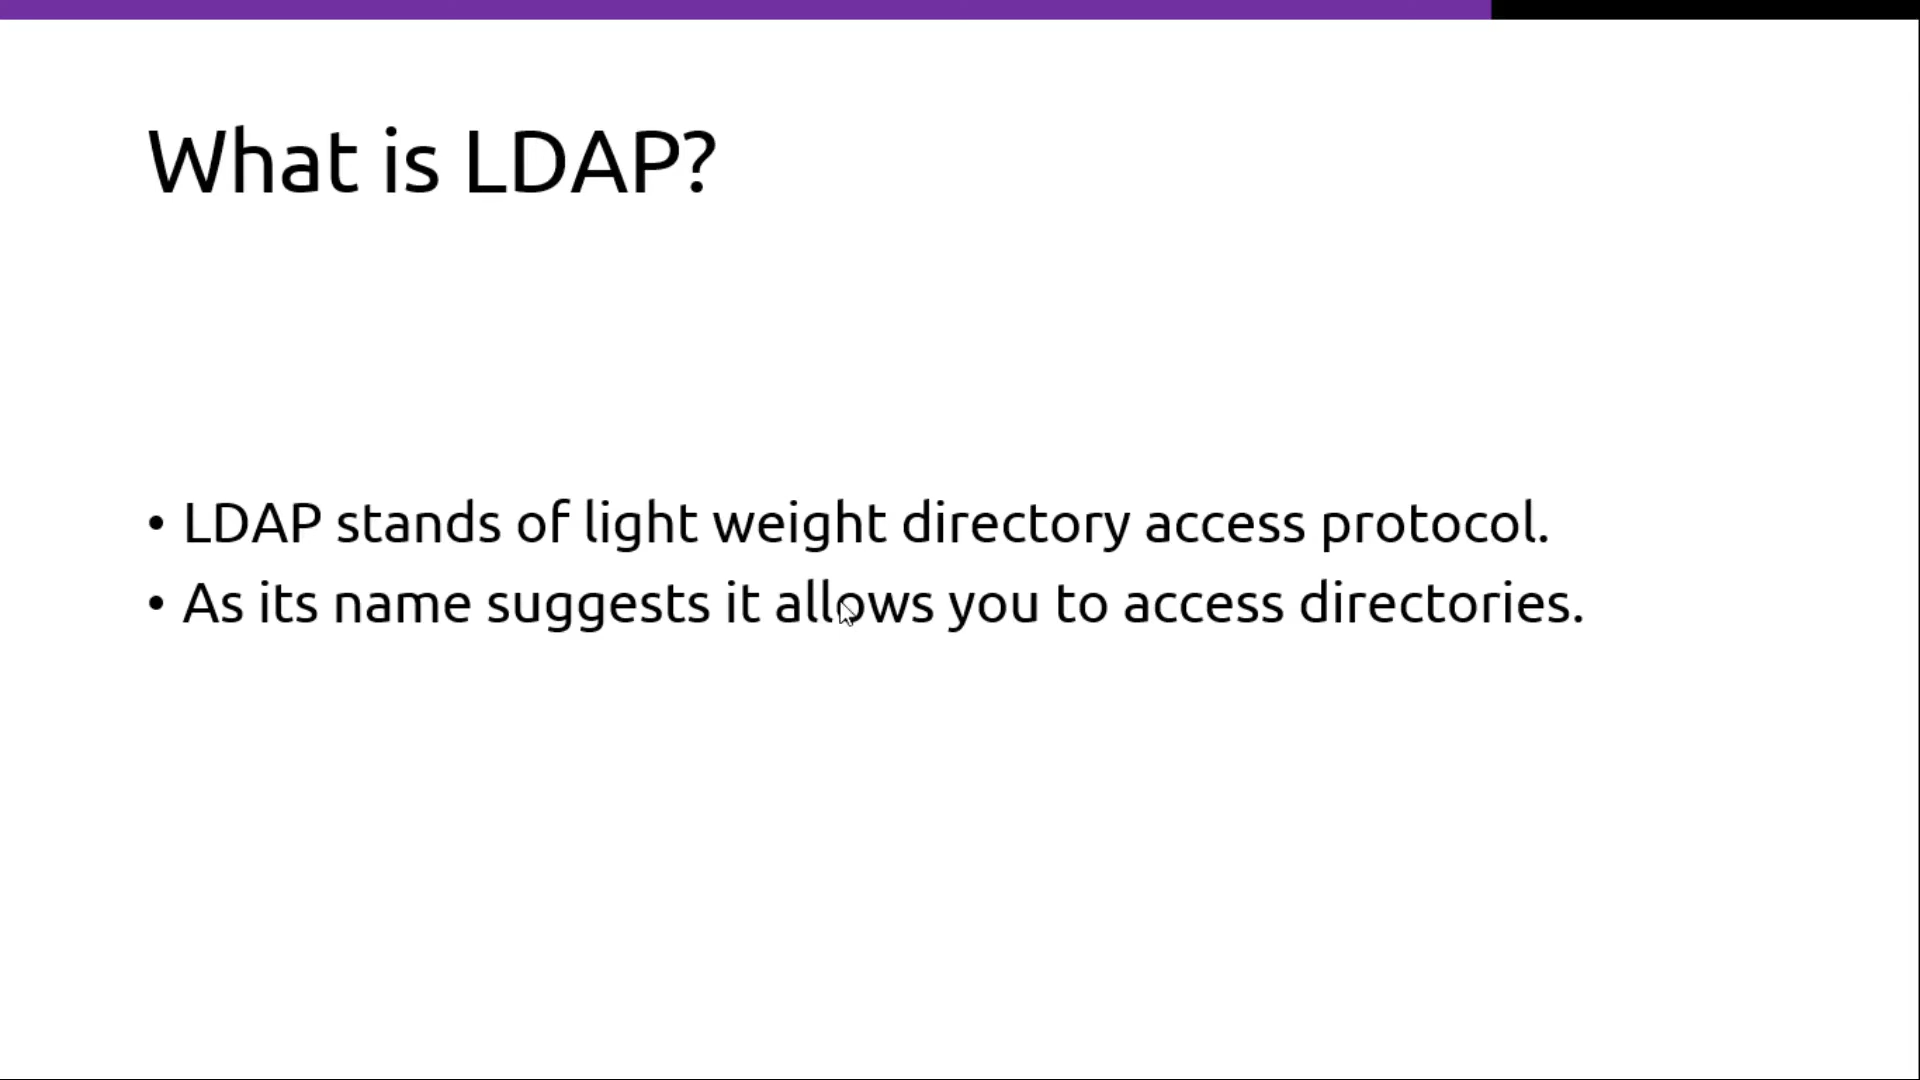 What is LDAP?
• LDAP stands of light weight directory access protocol.
• As its name suggests it allows you to access directories.